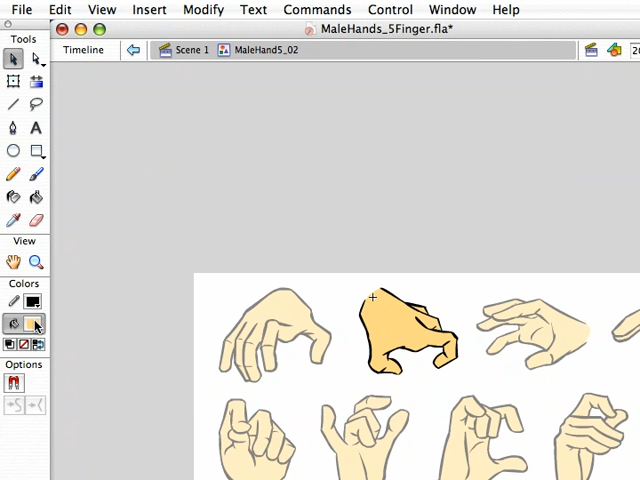 File Edit View Insert Modify Text Commands Control Window Help
MaleHands_5Finger.fla*
Tools
Timeline
Scene 1 MaleHand5_02
A
View
Colors
Options